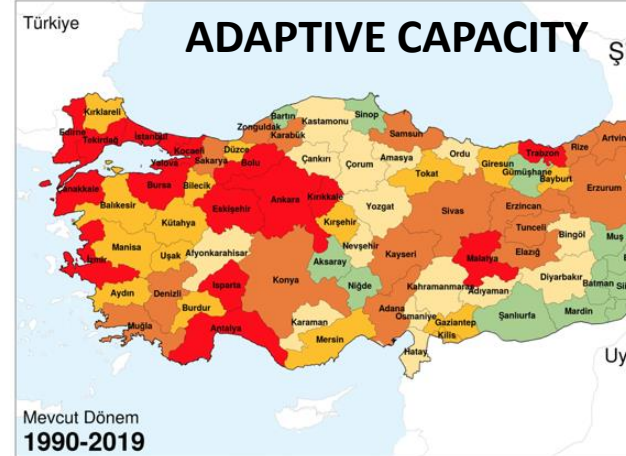 Türkiye
ADAPTIVE CAPACITY
Ş
Kırklareli
Edirne
Tekirdağ
İstanbul
Kocaeli
Yalova
Sakarya
Düzce
Bolu
Zonguldak
Bartın
Karabük
Kastamonu
Sinop
Samsun
Çankırı
Çorum
Amasya
Ordu
Giresun
Trabzon
Rize
Artvin
Gümüşhane
Bayburt
Erzurum
Çanakkale
Balıkesir
Bursa
Bilecik
Eskişehir
Ankara
Kırıkkale
Kırşehir
Yozgat
Tokat
Sivas
Erzincan
Tunceli
Bingöl
Muş
Kütahya
Manisa
Uşak
Afyonkarahisar
Nevşehir
Aksaray
Kayseri
Malatya
Elazığ
Diyarbakır
Batman
Sii
İzmir
Aydın
Denizli
Isparta
Burdur
Konya
Niğde
Kahramanmaraş
Adıyaman
Şanlıurfa
Mardin
Muğla
Antalya
Karaman
Mersin
Adana
Osmaniye
Gaziantep
Kilis
Hatay
Uy
Mevcut Dönem
1990-2019